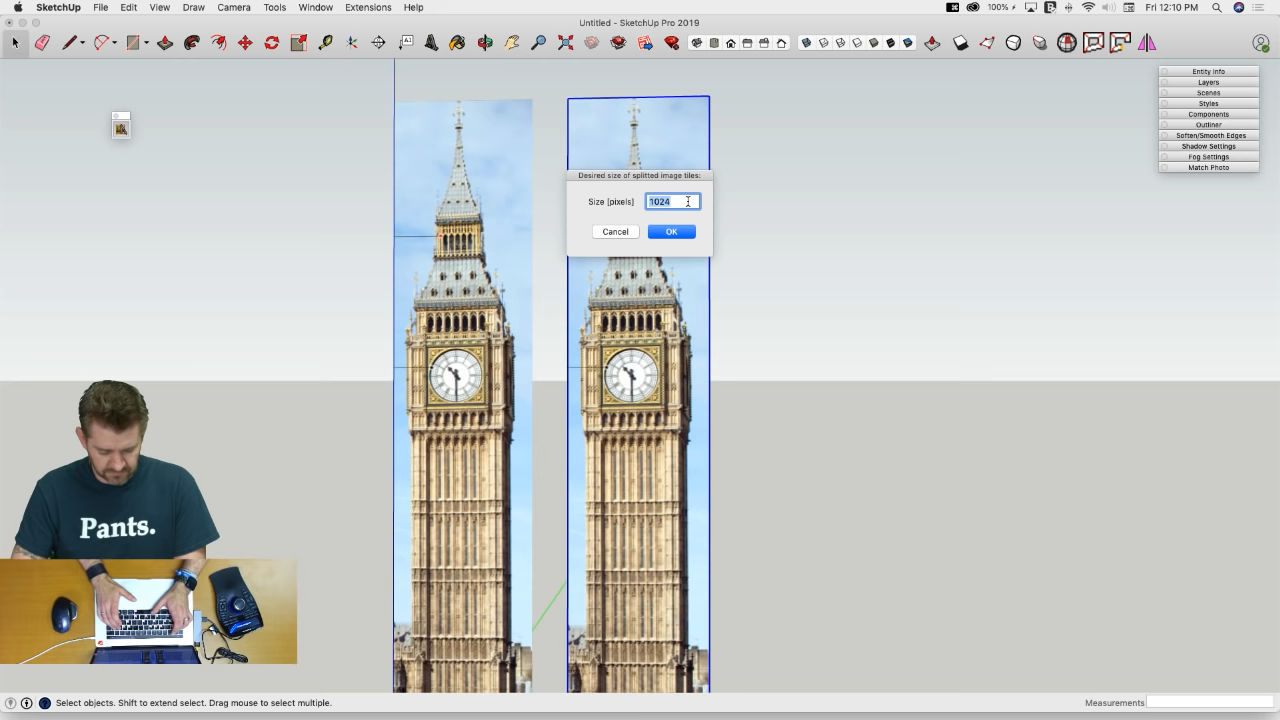 SketchUp File Edit View Draw Camera Tools Window Extensions Help
100%
Fri 12:10 PM
Untitled - SketchUp Pro 2019
A1
Entity Info
Layers
Scenes
Styles
Components
Outliner
Soften/Smooth Edges
Shadow Settings
Fog Settings
Match Photo
Desired size of splitted image tiles:
Size [pixels] 1024
Cancel OK
Pants.
Select objects. Shift to extend select. Drag mouse to select multiple.
Measurements